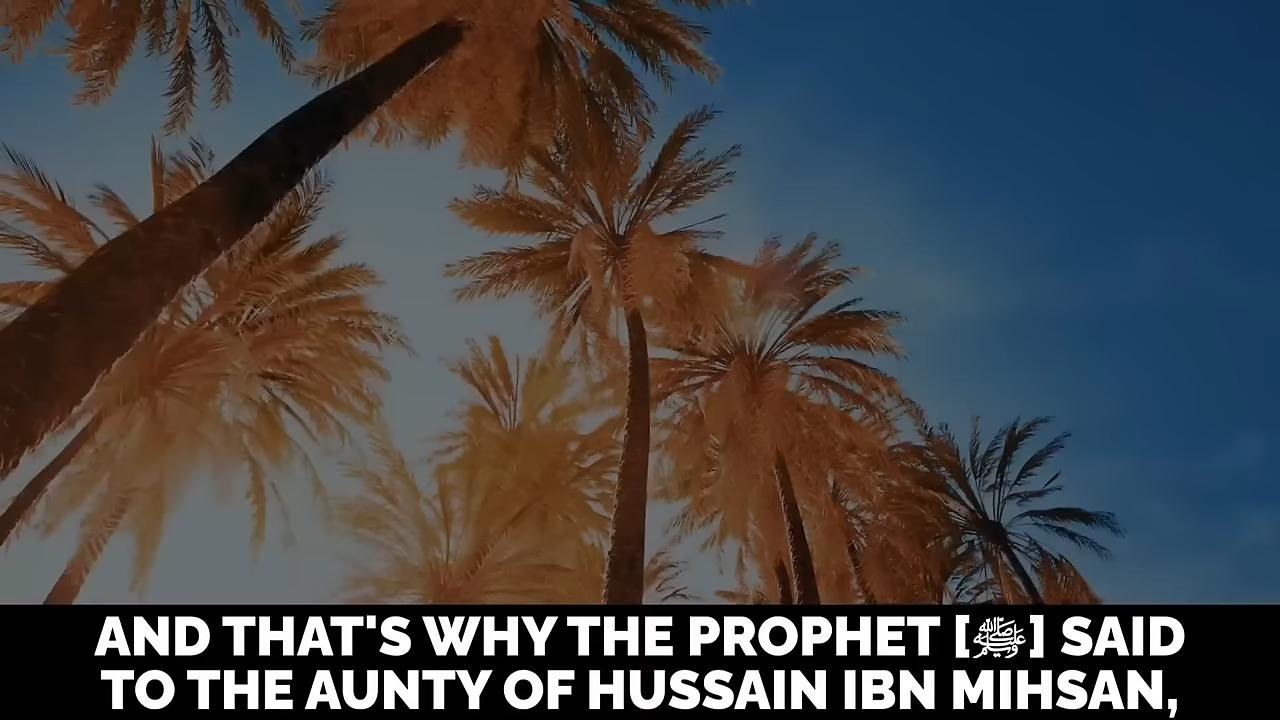 AND THAT'S WHY THE PROPHET [ﷺ] SAID
TO THE AUNTY OF HUSSAIN IBN MIHSAN,